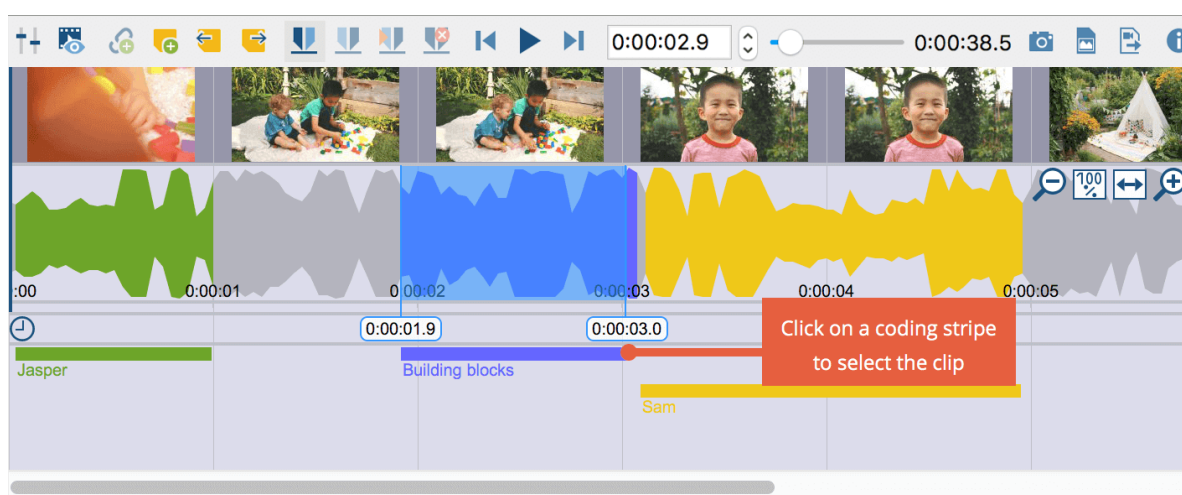 0:00:02.9 0:00:38.5
100
%
:00 0:00:01 0:00:02 0:00:03 0:00:04 0:00:05
0:00:01.9 0:00:03.0
Click on a coding stripe
to select the clip
Jasper Building blocks
Sam